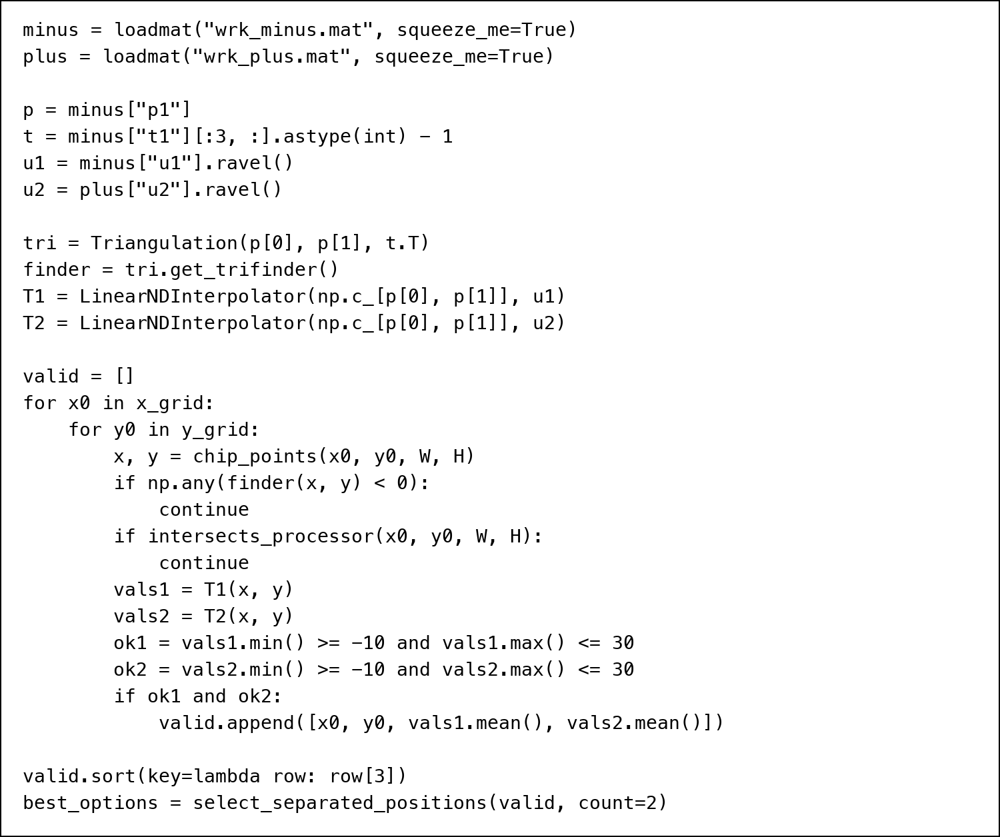 minus = loadmat("wrk_minus.mat", squeeze_me=True)
plus = loadmat("wrk_plus.mat", squeeze_me=True)

p = minus["p1"]
t = minus["t1"][:3, :].astype(int) − 1
u1 = minus["u1"].ravel()
u2 = plus["u2"].ravel()

tri = Triangulation(p[0], p[1], t.T)
finder = tri.get_trifinder()
T1 = LinearNDInterpolator(np.c_[p[0], p[1]], u1)
T2 = LinearNDInterpolator(np.c_[p[0], p[1]], u2)

valid = []
for x0 in x_grid:
    for y0 in y_grid:
        x, y = chip_points(x0, y0, W, H)
        if np.any(finder(x, y) < 0):
            continue
        if intersects_processor(x0, y0, W, H):
            continue
        vals1 = T1(x, y)
        vals2 = T2(x, y)
        ok1 = vals1.min() >= −10 and vals1.max() <= 30
        ok2 = vals2.min() >= −10 and vals2.max() <= 30
        if ok1 and ok2:
            valid.append([x0, y0, vals1.mean(), vals2.mean()])

valid.sort(key=lambda row: row[3])
best_options = select_separated_positions(valid, count=2)